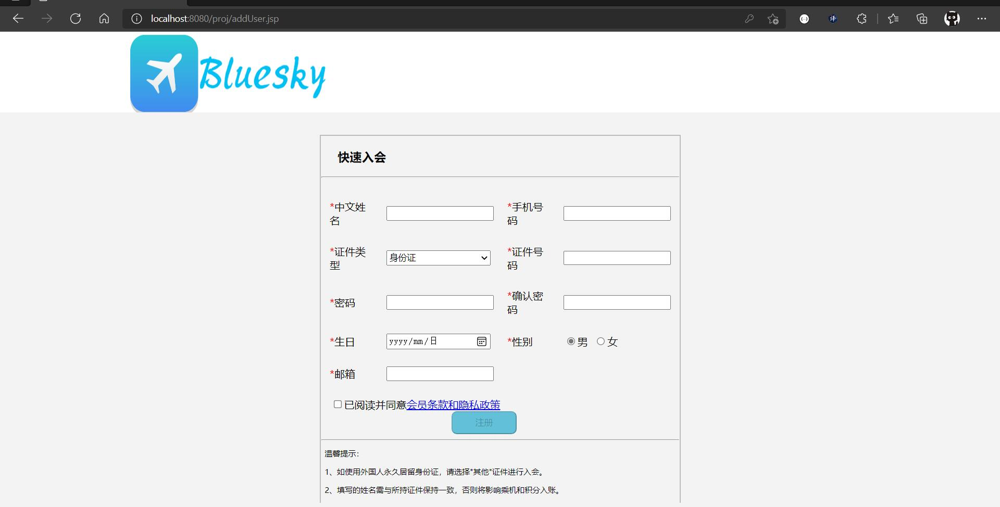 localhost:8080/proj/addUser.jsp
译
Bluesky
快速入会
*中文姓名
*手机号码
*证件类型 身份证
*证件号码
*密码
*确认密码
*生日 yyyy/mm/日
*性别 男 女
*邮箱
已阅读并同意会员条款和隐私政策
注册
温馨提示：
1、如使用外国人永久居留身份证，请选择"其他"证件进行入会。
2、填写的姓名需与所持证件保持一致，否则将影响乘机和积分入账。